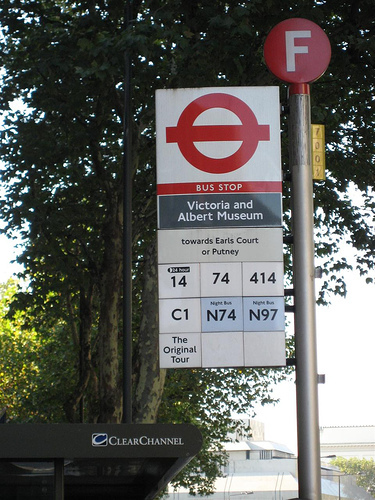 F
BUS STOP
Victoria and
Albert Museum
towards Earls Court
or Putney
24 hour
14 74 414
Night Bus Night Bus
C1 N74 N97
The
Original
Tour
CLEARCHANNEL